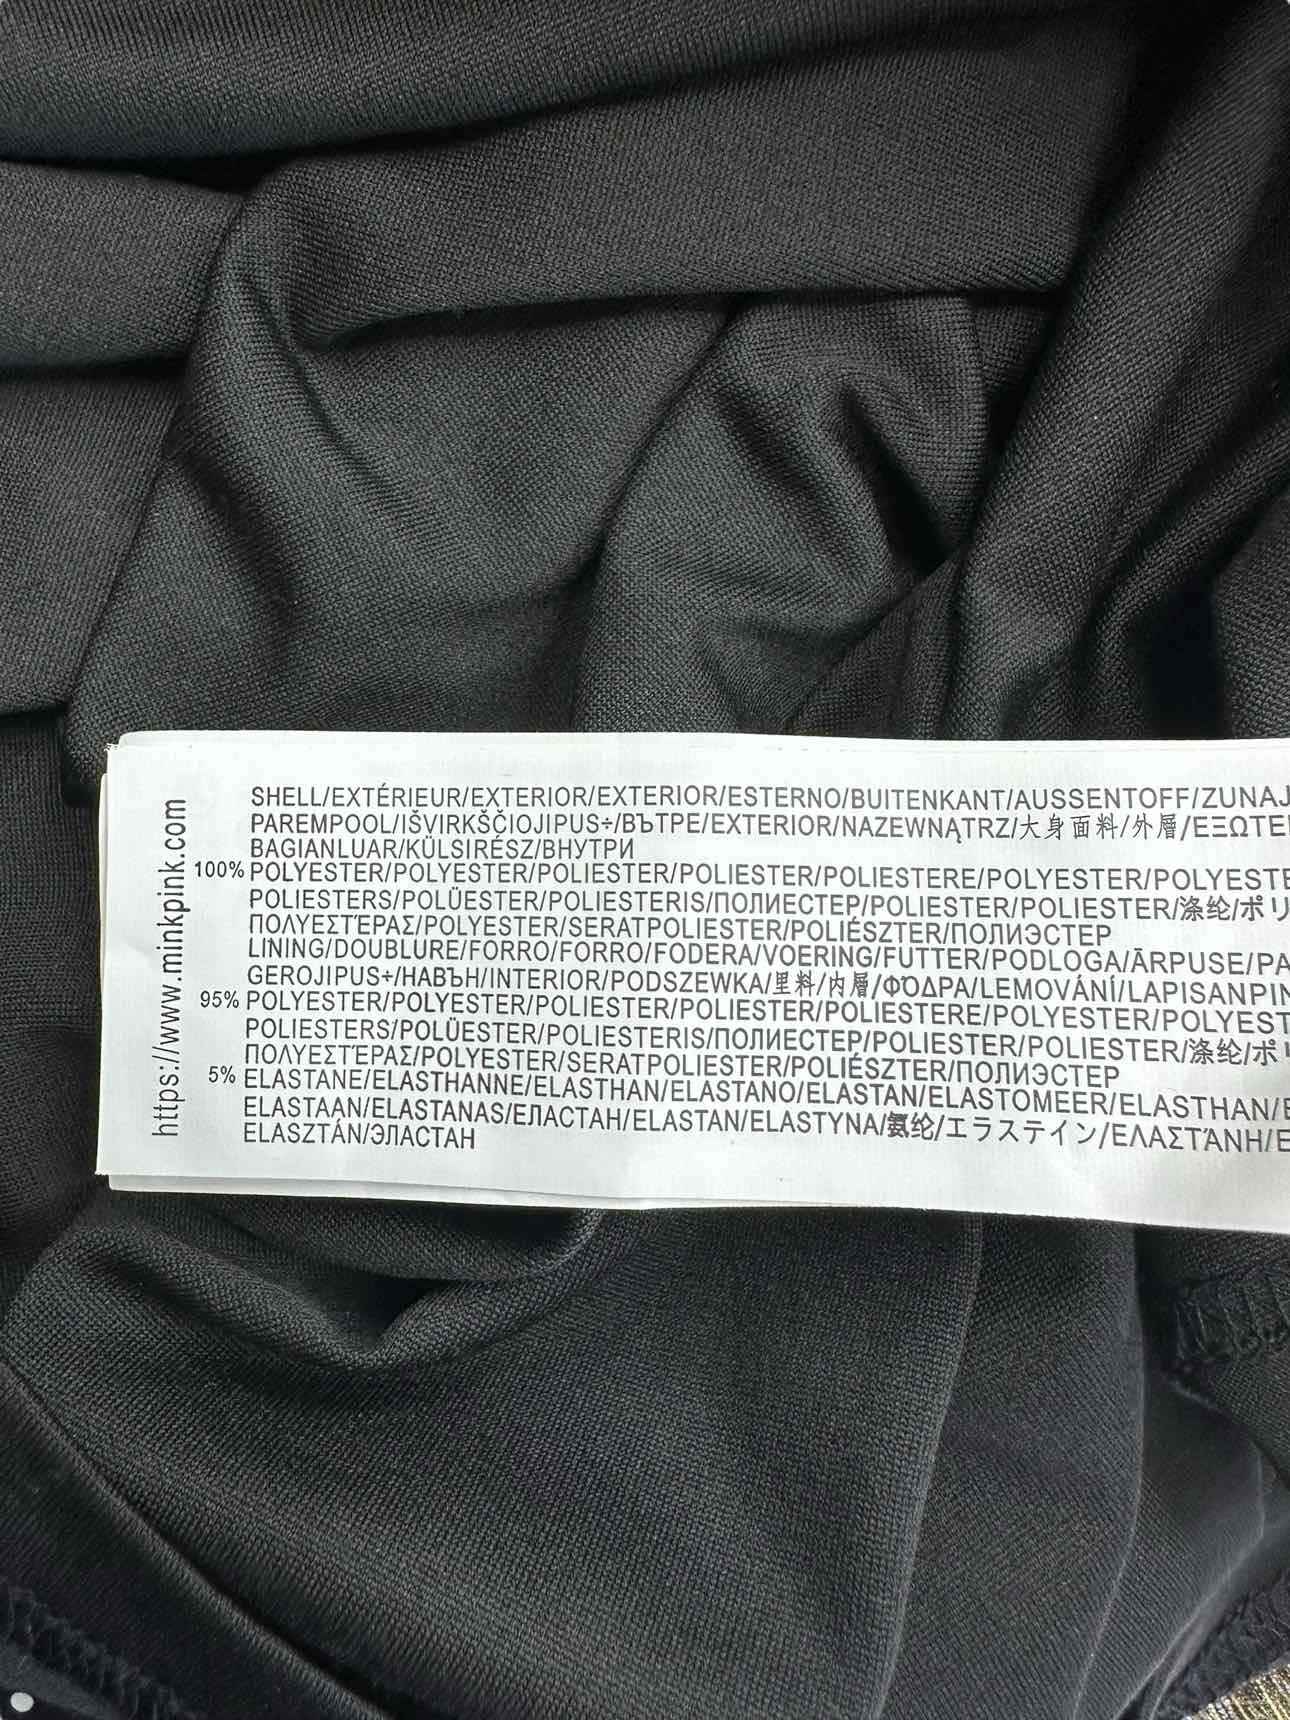 https://www.minkpink.com
SHELL/EXTÉRIEUR/EXTERIOR/EXTERIOR/ESTERNO/BUITENKANT/AUSSENTOFF/ZUNAJ
PAREMPOOL/IŠVIRKŠČIOJIPUS÷/ВЪТРЕ/EXTERIOR/NAZEWNĄTRZ/大身面料/外層/ΕΞΩΤΕ
BAGIANLUAR/KÜLSIRÉSZ/ВНУТРИ
100% POLYESTER/POLYESTER/POLIESTER/POLIESTER/POLIESTERE/POLYESTER/POLYESTE
POLIESTERS/POLÜESTER/POLIESTERIS/ПОЛИЕСТЕР/POLIESTER/POLIESTER/涤纶/ポリ
ΠΟΛΥΕΣΤΈΡΑΣ/POLYESTER/SERATPOLIESTER/POLIÉSZTER/ПОЛИЭСТЕР
LINING/DOUBLURE/FORRO/FORRO/FODERA/VOERING/FUTTER/PODLOGA/ĀRPUSE/PA
GEROJIPUS÷/НАВЪН/INTERIOR/PODSZEWKA/里料/内層/ΦΌΔΡΑ/LEMOVÁNÍ/LAPISANPIN
95% POLYESTER/POLYESTER/POLIESTER/POLIESTER/POLIESTERE/POLYESTER/POLYEST
POLIESTERS/POLÜESTER/POLIESTERIS/ПОЛИЕСТЕР/POLIESTER/POLIESTER/涤纶/ポリ
ΠΟΛΥΕΣΤΈΡΑΣ/POLYESTER/SERATPOLIESTER/POLIÉSZTER/ПОЛИЭСТЕР
5% ELASTANE/ELASTHANNE/ELASTHAN/ELASTANO/ELASTAN/ELASTOMEER/ELASTHAN/E
ELASTAAN/ELASTANAS/ЕЛАСТАН/ELASTAN/ELASTYNA/氨纶/エラステイン/ΕΛΑΣΤΆΝΗ/E
ELASZTÁN/ЭЛАСТАН